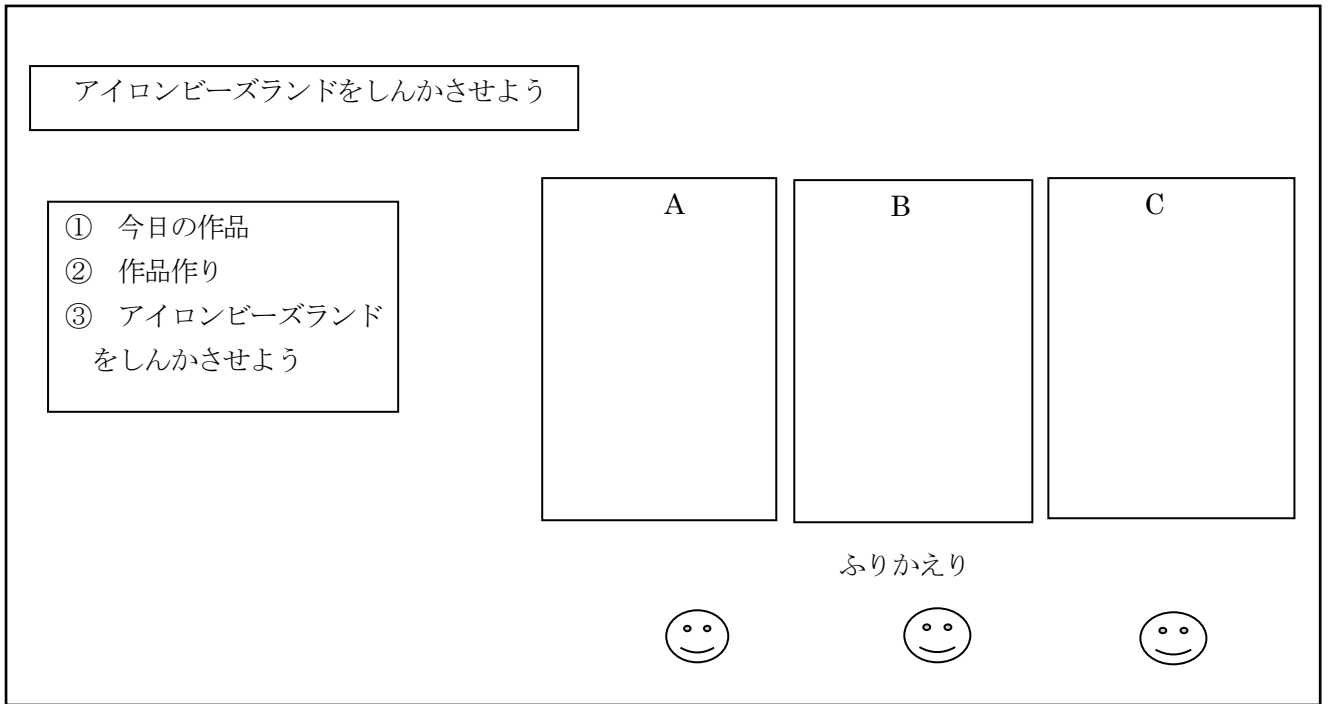 アイロンビーズランドをしんかさせよう
① 今日の作品
② 作品作り
③ アイロンビーズランド
をしんかさせよう
A
B
C
ふりかえり